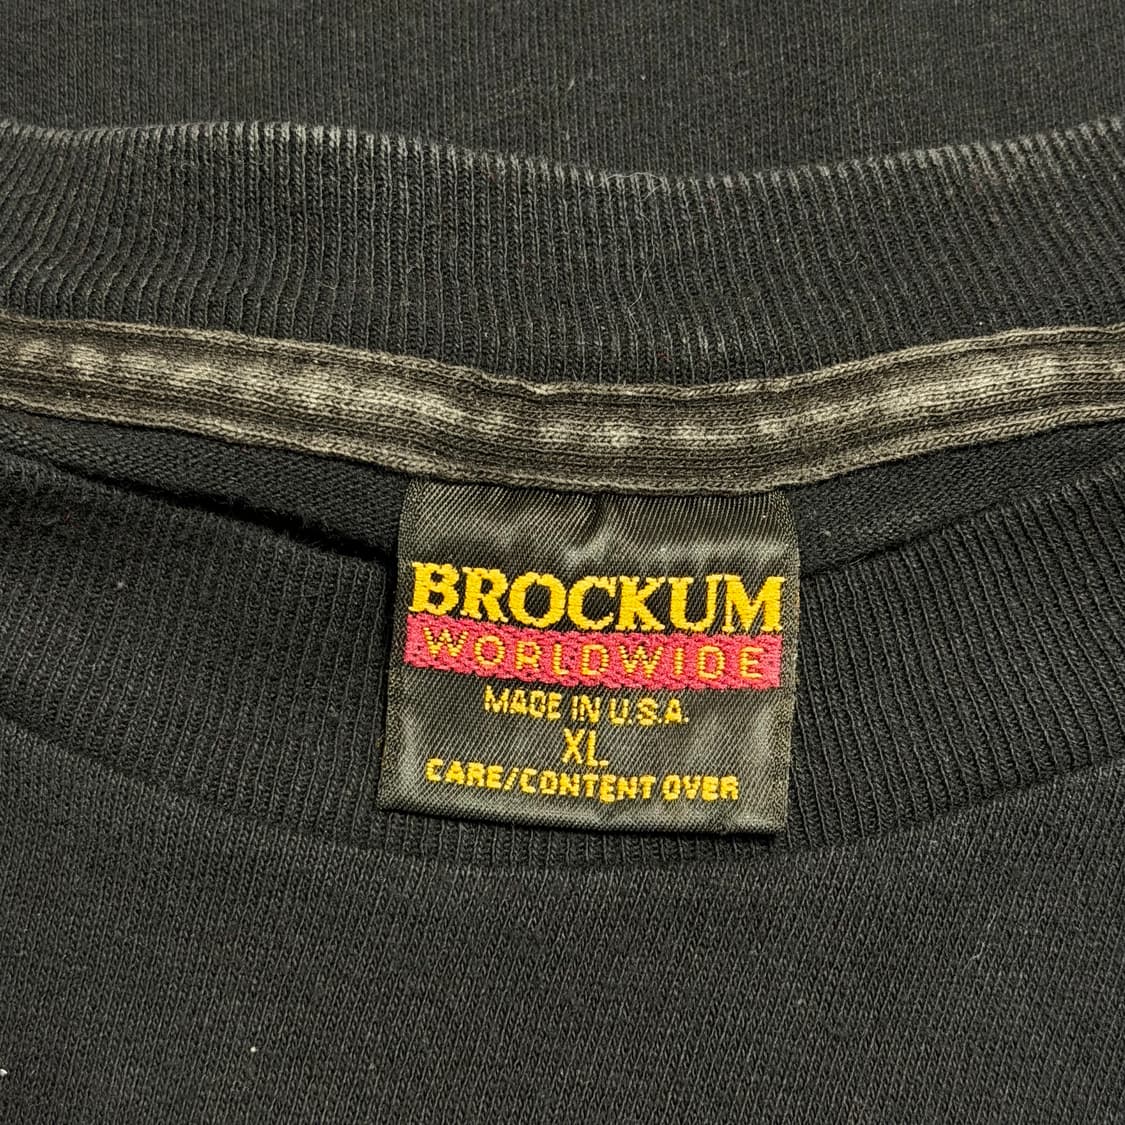 BROCKUM
WORLDWIDE
MADE IN U.S.A.
XL
CARE/CONTENT OVER